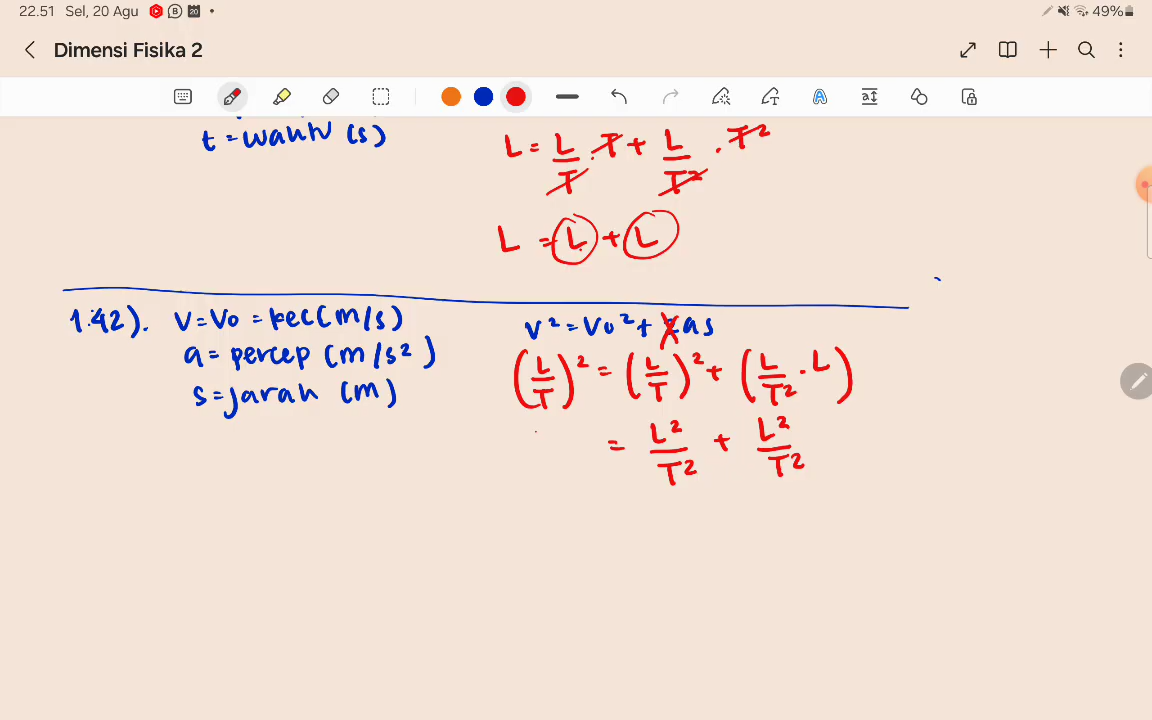 22.51 Sel, 20 Agu 20 49%
Dimensi Fisika 2
t = waktu (s)
L = L/T . T + L/T² . T²
L = L + L
1.42). V = Vo = kec (m/s)
a = percep (m/s²)
s = jarak (m)
V² = Vo² + 2as
(L/T)² = (L/T)² + (L/T² . L)
= L²/T² + L²/T²